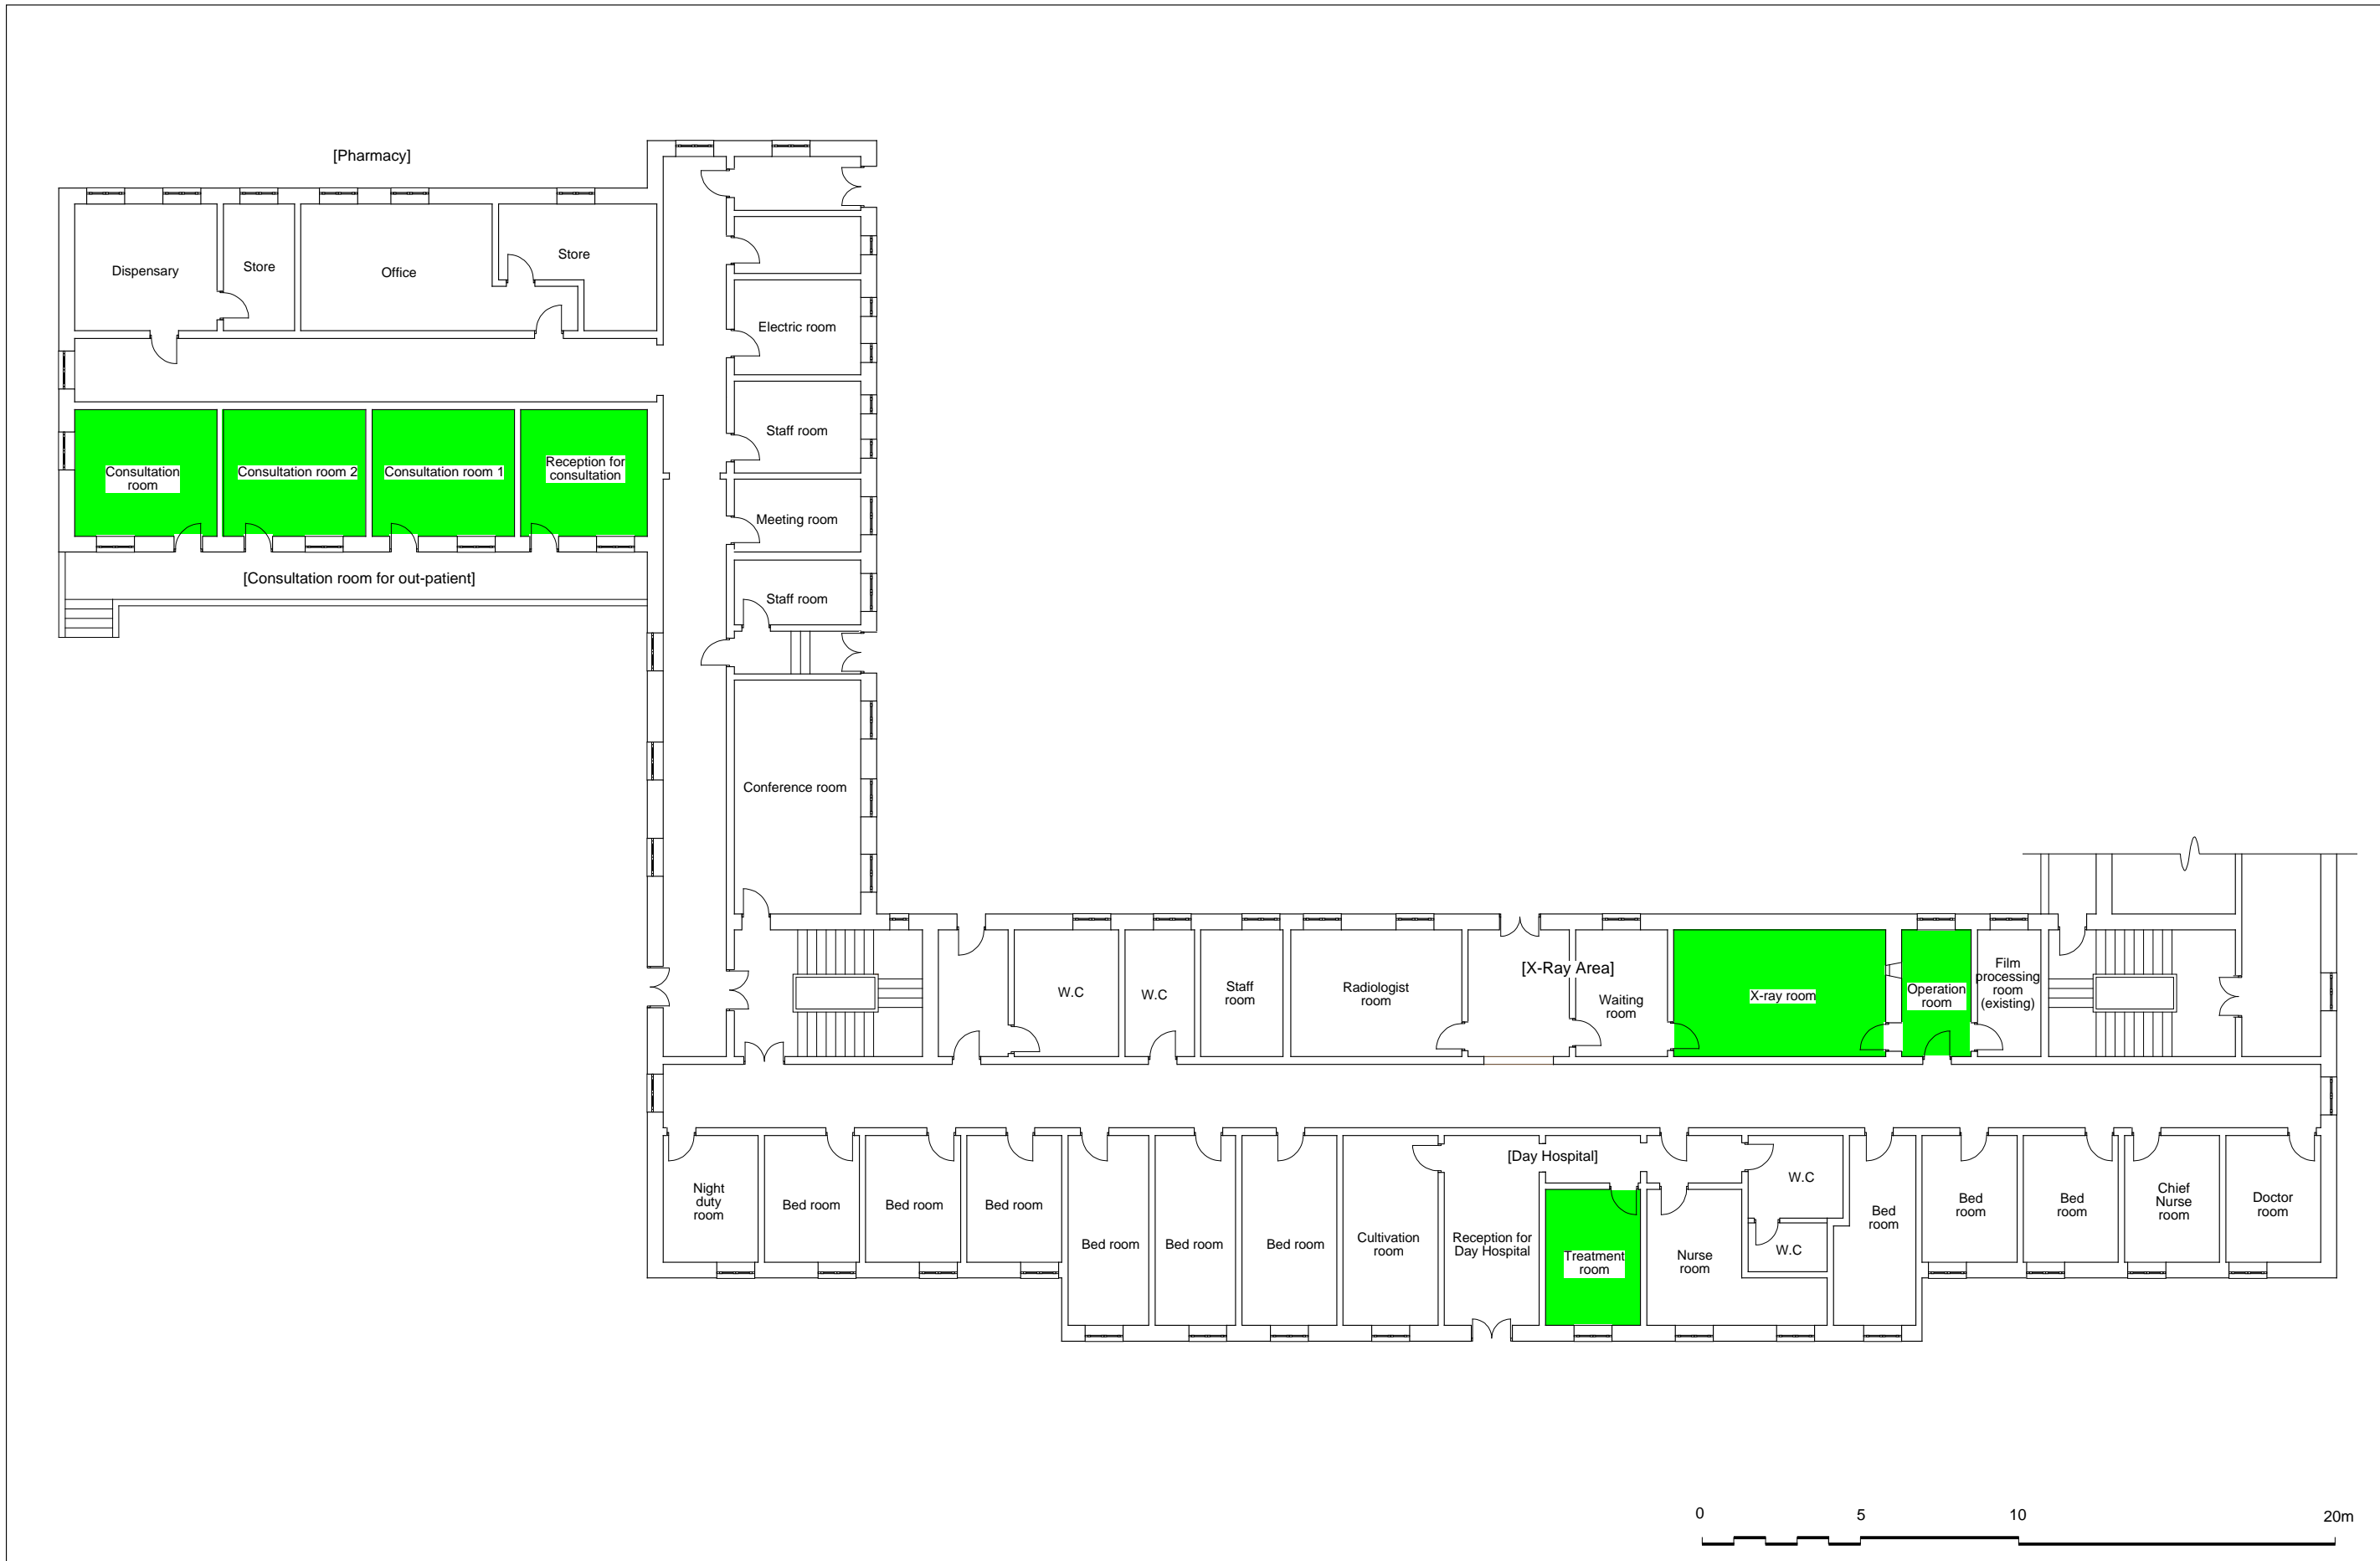 [Pharmacy]
Dispensary
Store
Office
Store
Electric room
Staff room
Consultation
room
Consultation room 2
Consultation room 1
Reception for
consultation
Meeting room
[Consultation room for out-patient]
Staff room
Conference room
W.C
W.C
Staff
room
Radiologist
room
[X-Ray Area]
Waiting
room
X-ray room
Operation
room
Film
processing
room
(existing)
Night
duty
room
Bed room
Bed room
Bed room
Bed room
Bed room
Bed room
Cultivation
room
Reception for
Day Hospital
[Day Hospital]
Treatment
room
Nurse
room
W.C
W.C
Bed
room
Bed
room
Bed
room
Chief
Nurse
room
Doctor
room
0
5
10
20m